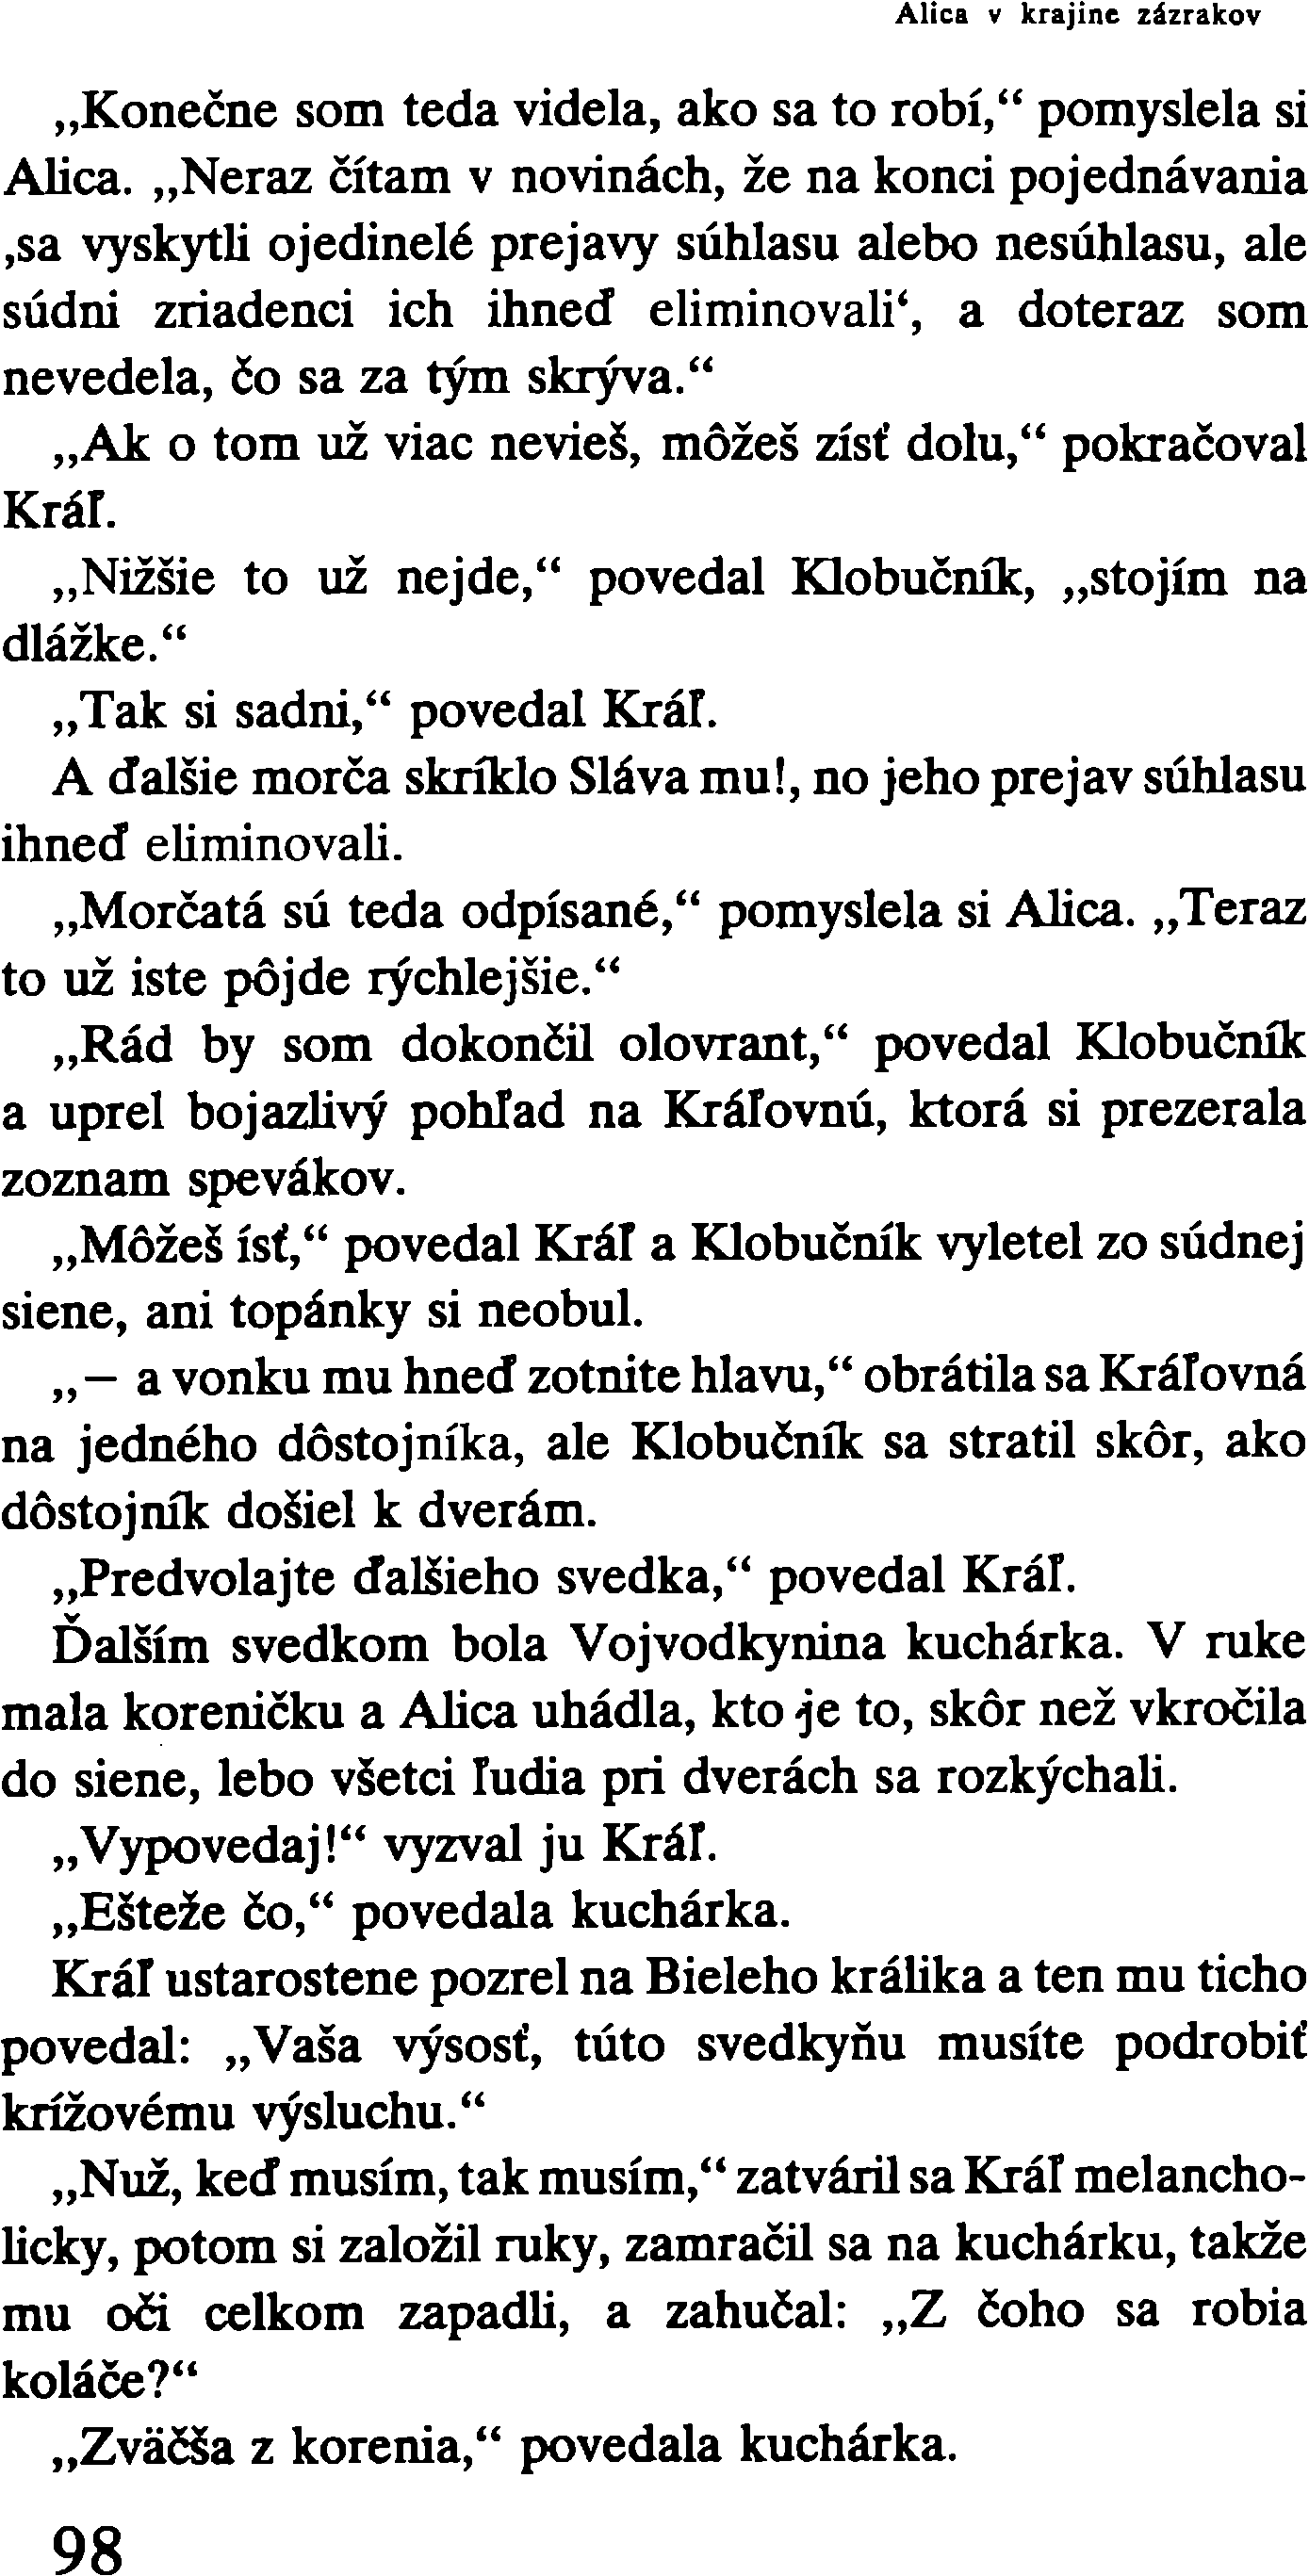 Alica v krajine zázrakov
„Konečne som teda videla, ako sa to robí,“ pomyslela si
Alica. „Neraz čítam v novinách, že na konci pojednávania
‚sa vyskytli ojedinelé prejavy súhlasu alebo nesúhlasu, ale
súdni zriadenci ich ihneď eliminovali‘, a doteraz som
nevedela, čo sa za tým skrýva.“
„Ak o tom už viac nevieš, môžeš zísť dolu,“ pokračoval
Kráľ.
„Nižšie to už nejde,“ povedal Klobučník, „stojím na
dlážke.“
„Tak si sadni,“ povedal Kráľ.
A ďalšie morča skríklo Sláva mu!, no jeho prejav súhlasu
ihneď eliminovali.
„Morčatá sú teda odpísané,“ pomyslela si Alica. „Teraz
to už iste pôjde rýchlejšie.“
„Rád by som dokončil olovrant,“ povedal Klobučník
a uprel bojazlivý pohľad na Kráľovnú, ktorá si prezerala
zoznam spevákov.
„Môžeš ísť,“ povedal Kráľ a Klobučník vyletel zo súdnej
siene, ani topánky si neobul.
„— a vonku mu hneď zotnite hlavu,“ obrátila sa Kráľovná
na jedného dôstojníka, ale Klobučník sa stratil skôr, ako
dôstojník došiel k dverám.
„Predvolajte ďalšieho svedka,“ povedal Kráľ.
Ďalším svedkom bola Vojvodkynina kuchárka. V ruke
mala koreničku a Alica uhádla, kto je to, skôr než vkročila
do siene, lebo všetci ľudia pri dverách sa rozkýchali.
„Vypovedaj!“ vyzval ju Kráľ.
„Ešteže čo,“ povedala kuchárka.
Kráľ ustarostene pozrel na Bieleho králika a ten mu ticho
povedal: „Vaša výsosť, túto svedkyňu musíte podrobiť
krížovému výsluchu.“
„Nuž, keď musím, tak musím,“ zatváril sa Kráľ melancho-
licky, potom si založil ruky, zamračil sa na kuchárku, takže
mu oči celkom zapadli, a zahučal: „Z čoho sa robia
koláče?“
„Zväčša z korenia,“ povedala kuchárka.
98